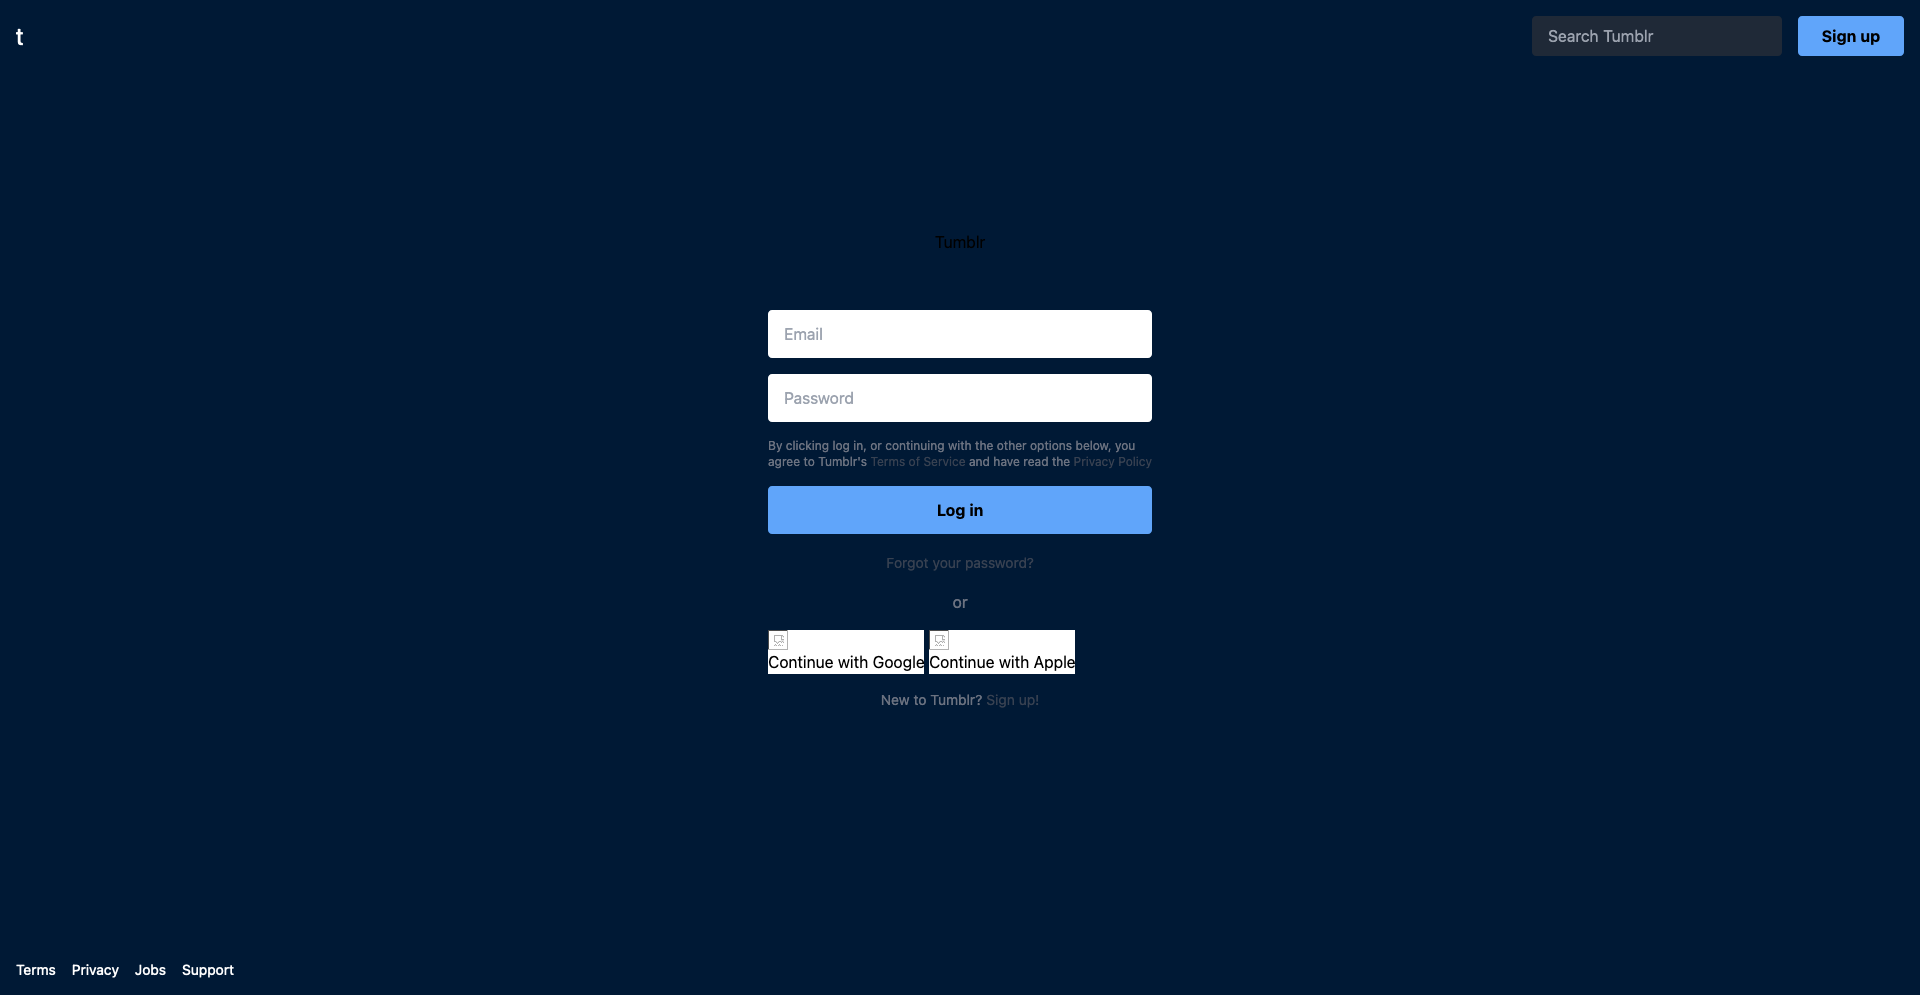 t
Search Tumblr
Sign up
Tumblr
Email
Password
By clicking log in, or continuing with the other options below, you
agree to Tumblr's Terms of Service and have read the Privacy Policy
Log in
Forgot your password?
or
Continue with Google
Continue with Apple
New to Tumblr? Sign up!
Terms Privacy Jobs Support